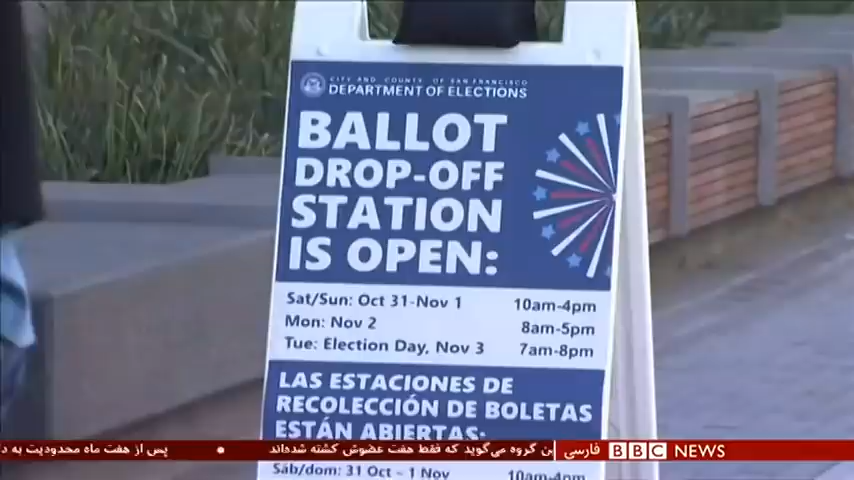 CITY AND COUNTY OF SAN FRANCISCO
DEPARTMENT OF ELECTIONS
BALLOT
DROP-OFF
STATION
IS OPEN:
Sat/Sun: Oct 31-Nov 1 10am-4pm
Mon: Nov 2 8am-5pm
Tue: Election Day, Nov 3 7am-8pm
LAS ESTACIONES DE
RECOLECCIÓN DE BOLETAS
ESTÁN ABIERTAS:
BBC NEWS فارسی
ین گروه می‌گوید که فقط هفت عضوش کشته شده‌اند • پس از هفت ماه محدودیت به د
Sáb/dom: 31 Oct - 1 Nov 10am-4pm